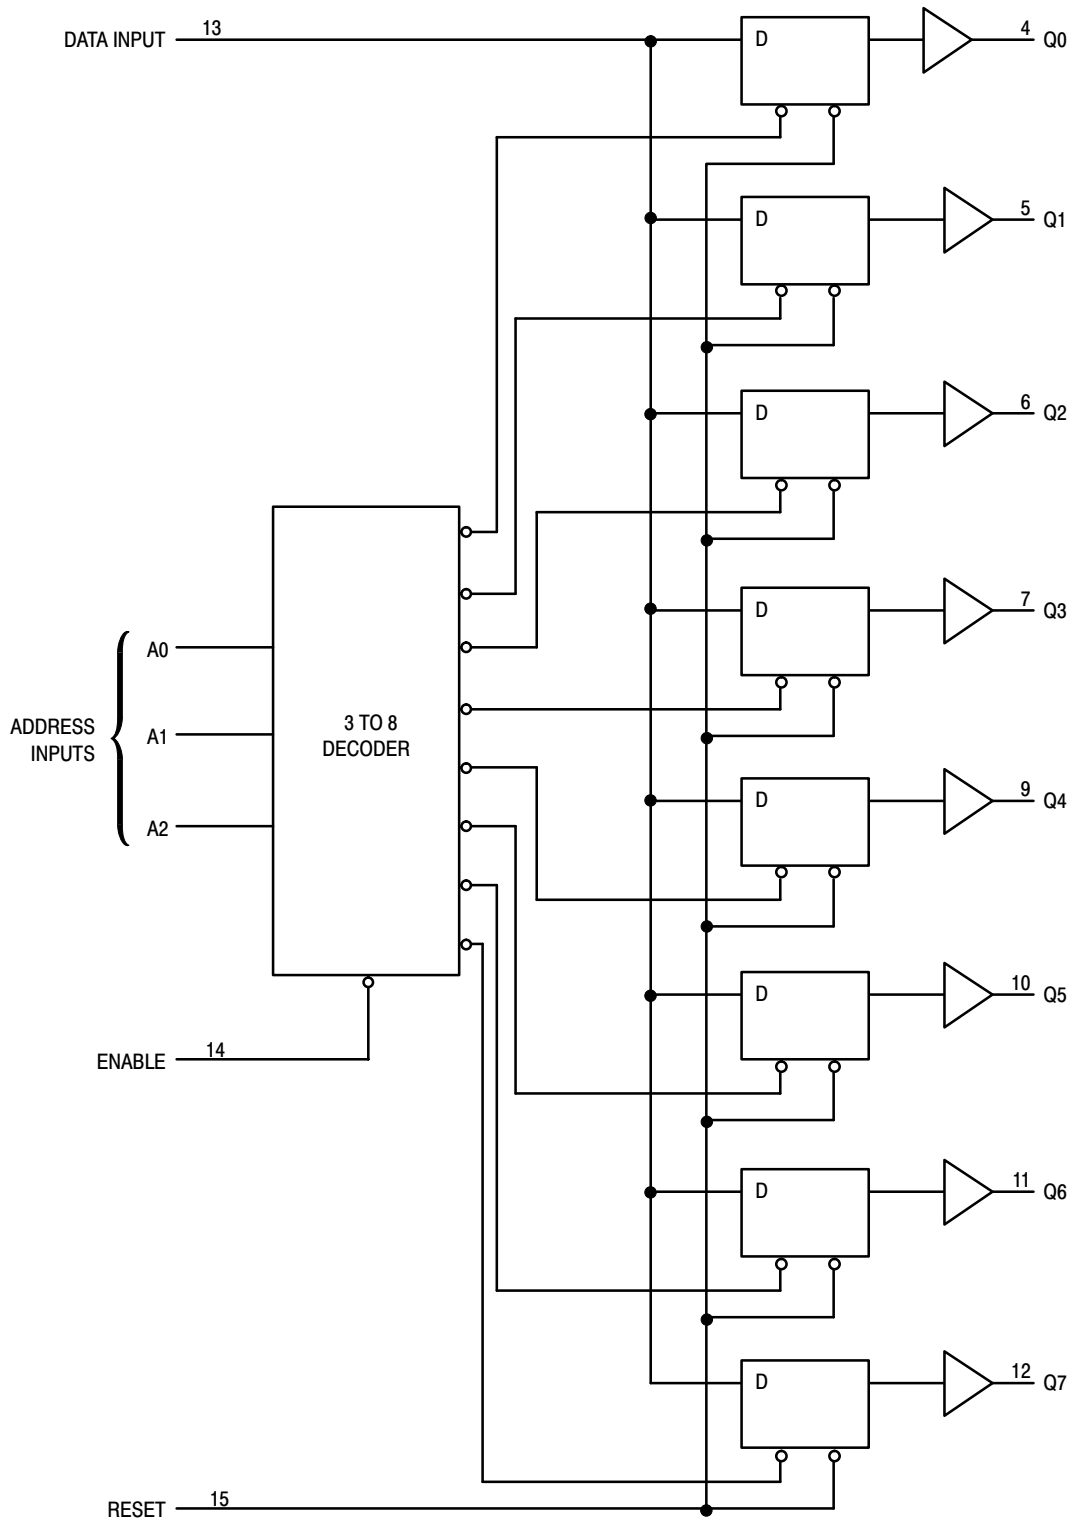 DATA INPUT 13 D 4 Q0
D 5 Q1
D 6 Q2
D 7 Q3
A0
ADDRESS INPUTS
A1
3 TO 8 DECODER
D 9 Q4
A2
D 10 Q5
ENABLE 14
D 11 Q6
D 12 Q7
RESET 15